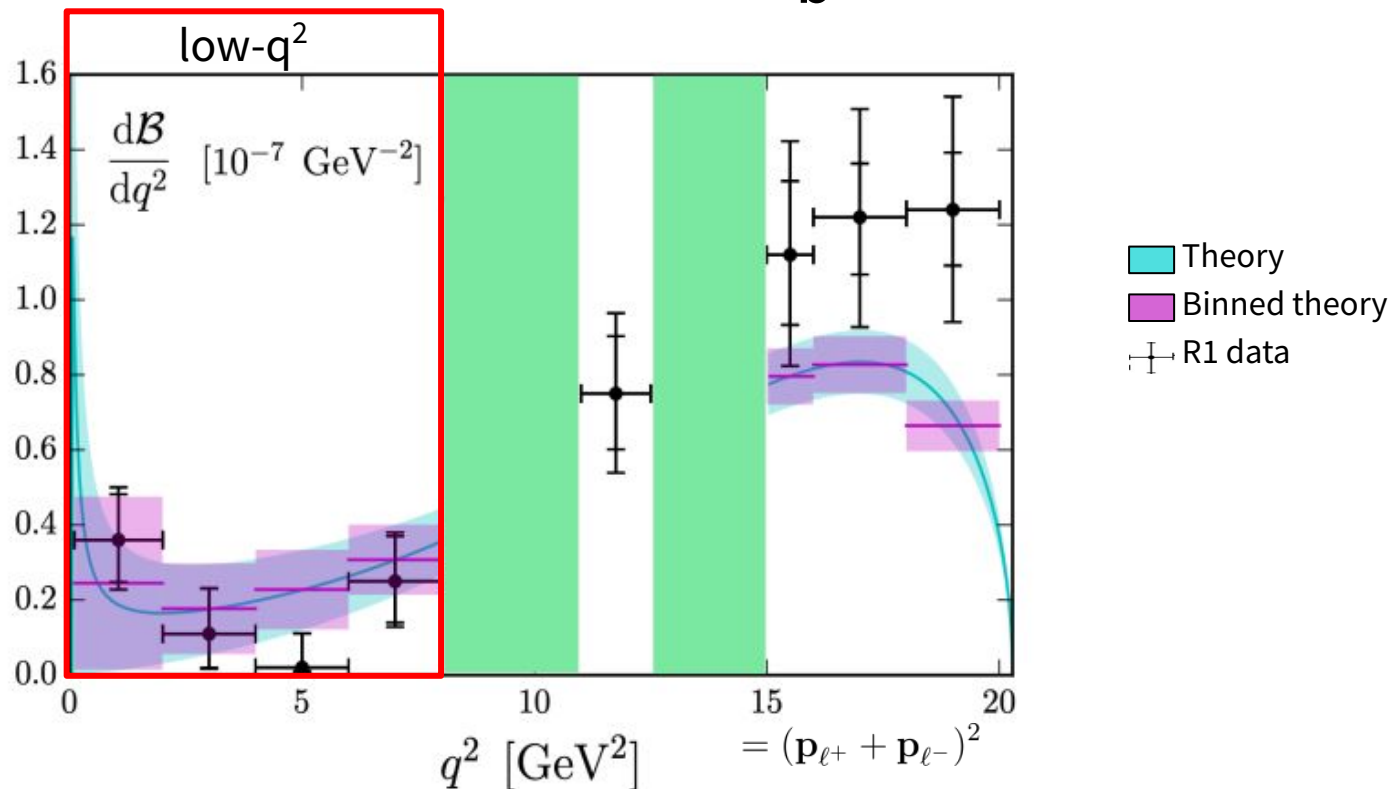 b
low-q²
1.6
1.4
1.2
1.0
0.8
0.6
0.4
0.2
0.0
d𝓑/dq² [10⁻⁷ GeV⁻²]
0 5 10 15 20
q² [GeV²] = (p_ℓ+ + p_ℓ−)²
Theory
Binned theory
R1 data